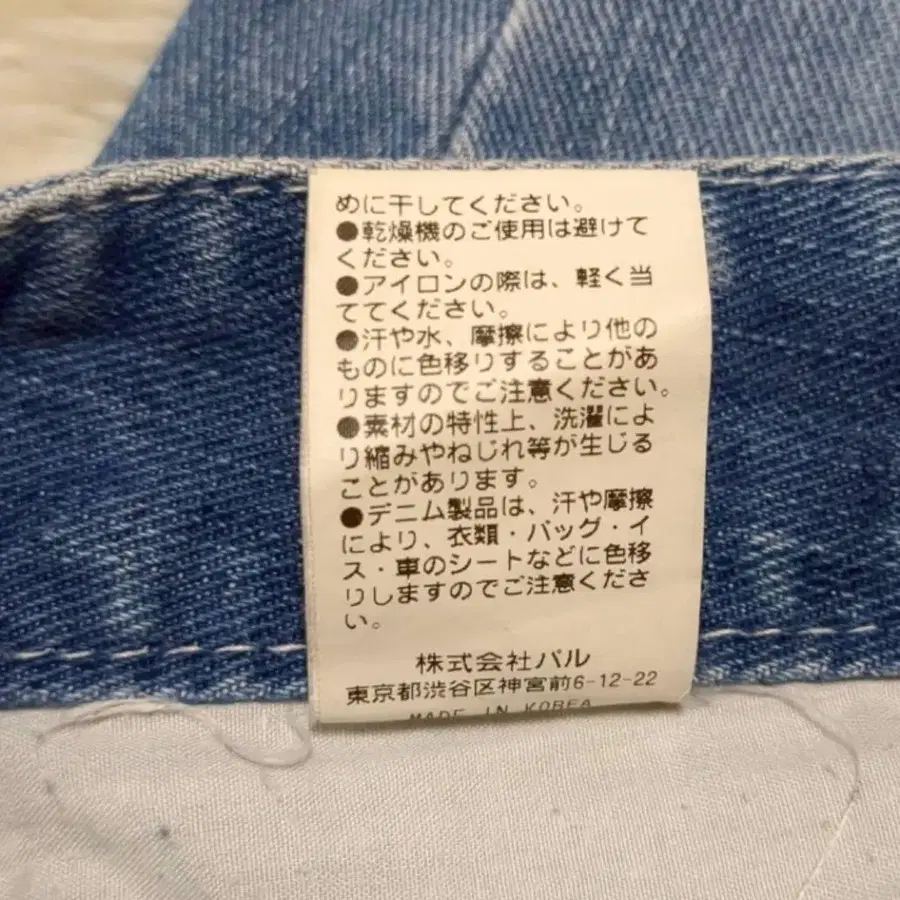 めに干してください。
●乾燥機のご使用は避けて
ください。
●アイロンの際は、軽く当
ててください。
●汗や水、摩擦により他の
ものに色移りすることがあ
りますのでご注意ください。
●素材の特性上、洗濯によ
り縮みやねじれ等が生じる
ことがあります。
●デニム製品は、汗や摩擦
により、衣類・バッグ・イ
ス・車のシートなどに色移
りしますのでご注意くださ
い。
株式会社パル
東京都渋谷区神宮前6-12-22
MADE IN KOREA